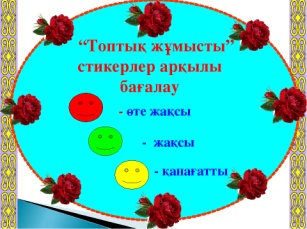 “Топтық жұмысты”
стикерлер арқылы
бағалау
- өте жақсы
- жақсы
- қанағатты